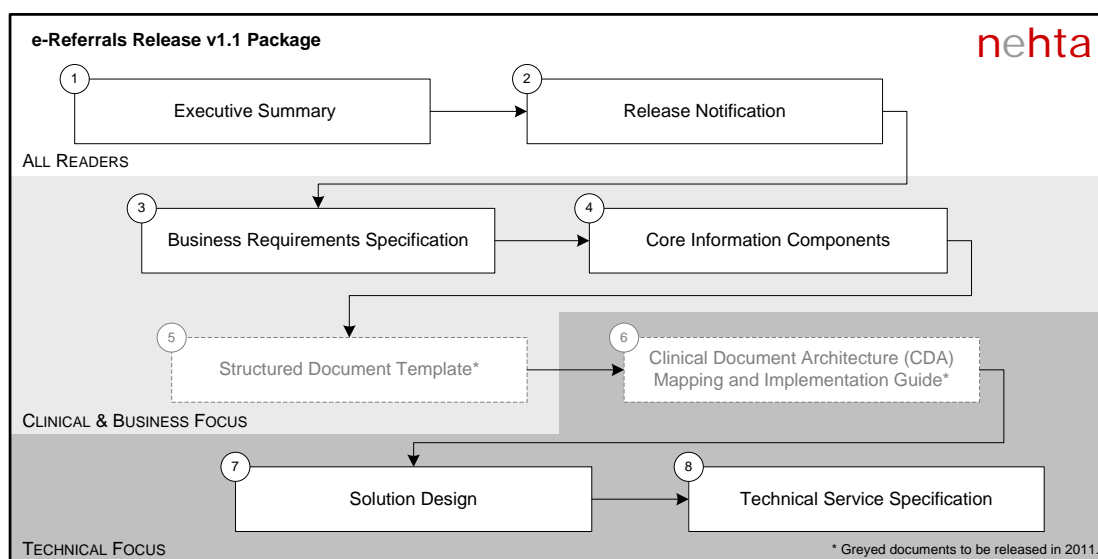 e-Referrals Release v1.1 Package
nehta
1
Executive Summary
2
Release Notification
ALL READERS
3
Business Requirements Specification
4
Core Information Components
5
Structured Document Template*
6
Clinical Document Architecture (CDA)
Mapping and Implementation Guide*
CLINICAL & BUSINESS FOCUS
7
Solution Design
8
Technical Service Specification
TECHNICAL FOCUS
* Greyed documents to be released in 2011.